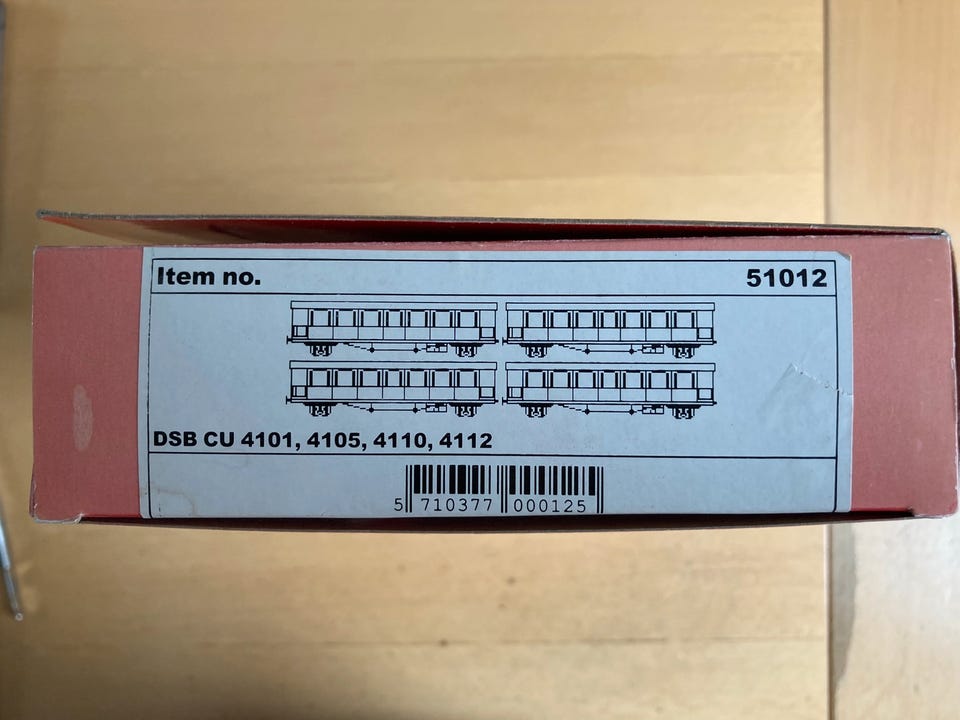 Item no. 51012
DSB CU 4101, 4105, 4110, 4112
5 710377 000125